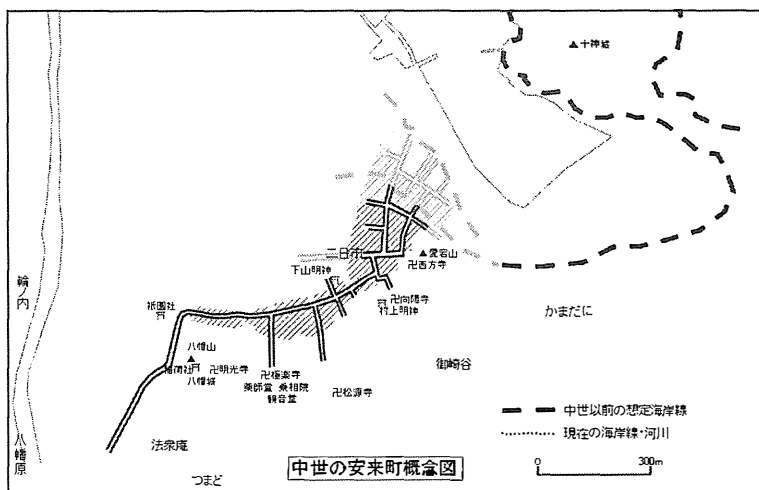 ▲十神城
二日市
▲愛宕山
卍西方寺
下山明神
卍向陽寺
村上明神
かまだに
輪ノ内
祇園社
御崎谷
八幡山
稲荷社
八幡城
卍明光寺
卍極楽寺
薬師堂 乗相院
観音堂
卍松源寺
中世以前の想定海岸線
現在の海岸線・河川
八幡原
法衆庵
つまど
中世の安来町概念図
0 300m